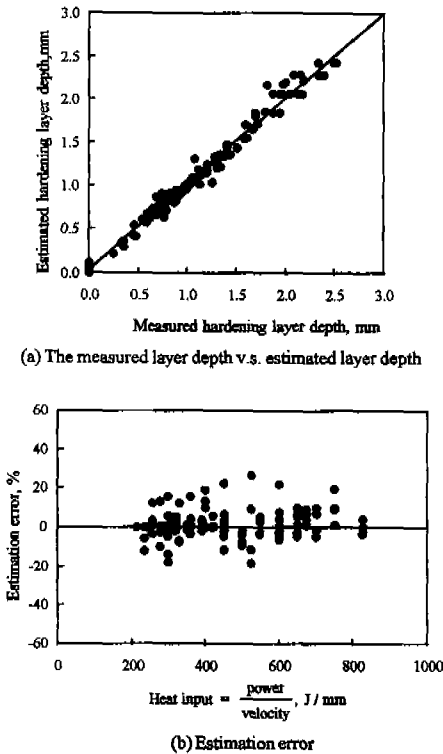 3.0
2.5
2.0
1.5
1.0
0.5
0.0
Estimated hardening layer depth,mm
0.0 0.5 1.0 1.5 2.0 2.5 3.0
Measured hardening layer depth, mm
(a) The measured layer depth v.s. estimated layer depth
60
40
20
0
-20
-40
-60
Estimation error, %
0 200 400 600 800 1000
Heat input = power / velocity , J / mm
(b) Estimation error